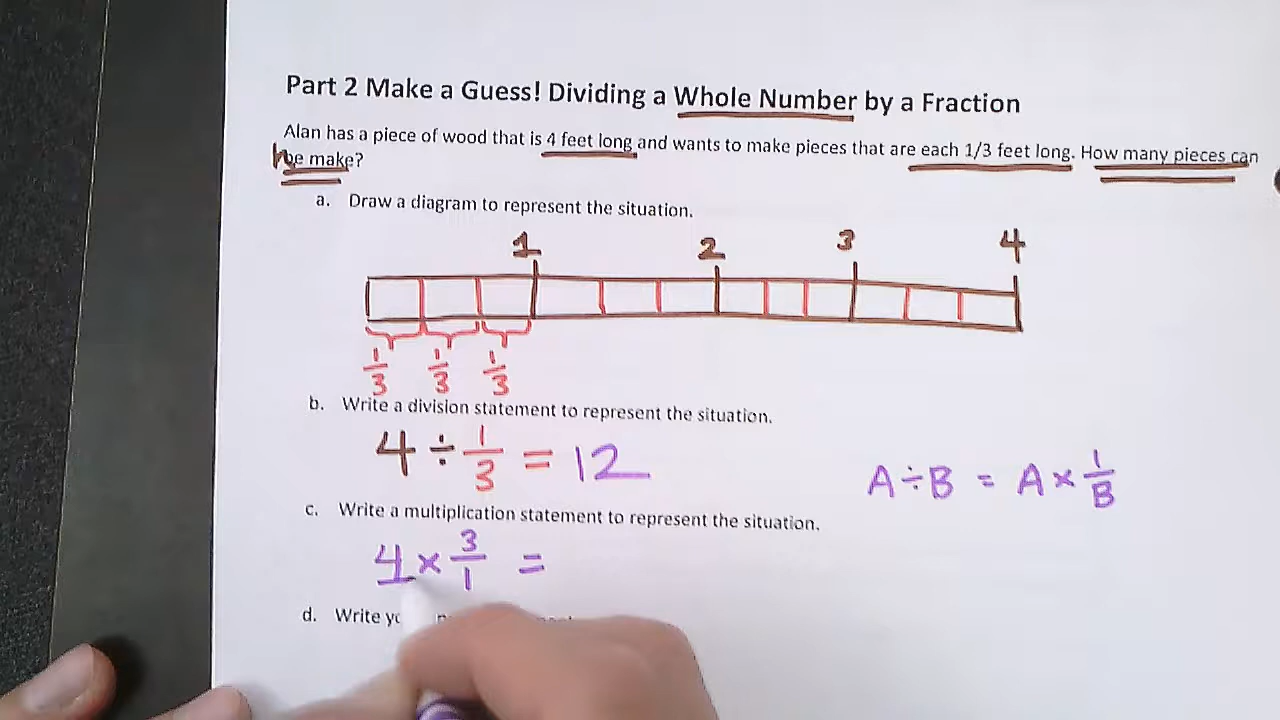 Part 2 Make a Guess! Dividing a Whole Number by a Fraction
Alan has a piece of wood that is 4 feet long and wants to make pieces that are each 1/3 feet long. How many pieces can
he make?
a. Draw a diagram to represent the situation.
1 2 3 4
1/3 1/3 1/3
b. Write a division statement to represent the situation.
4 ÷ 1/3 = 12
A ÷ B = A × 1/B
c. Write a multiplication statement to represent the situation.
4 × 3/1 =
d. Write